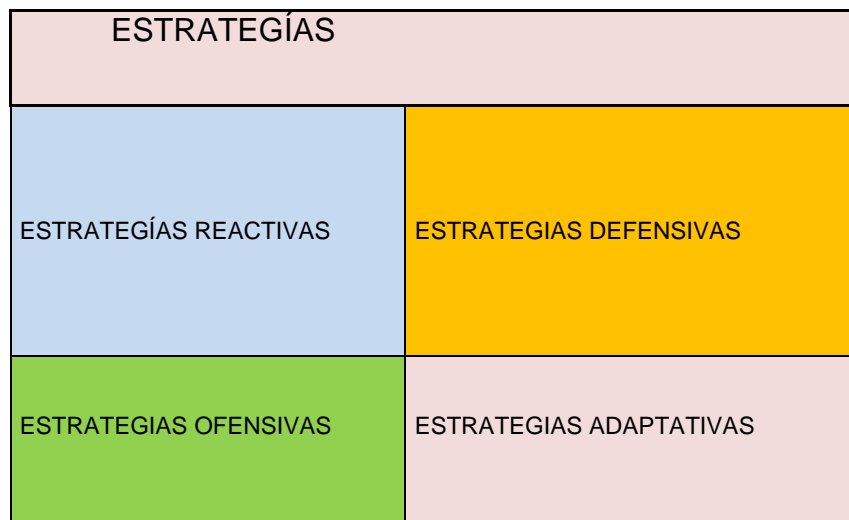 ESTRATEGÍAS
ESTRATEGÍAS REACTIVAS
ESTRATEGIAS DEFENSIVAS
ESTRATEGIAS OFENSIVAS
ESTRATEGIAS ADAPTATIVAS